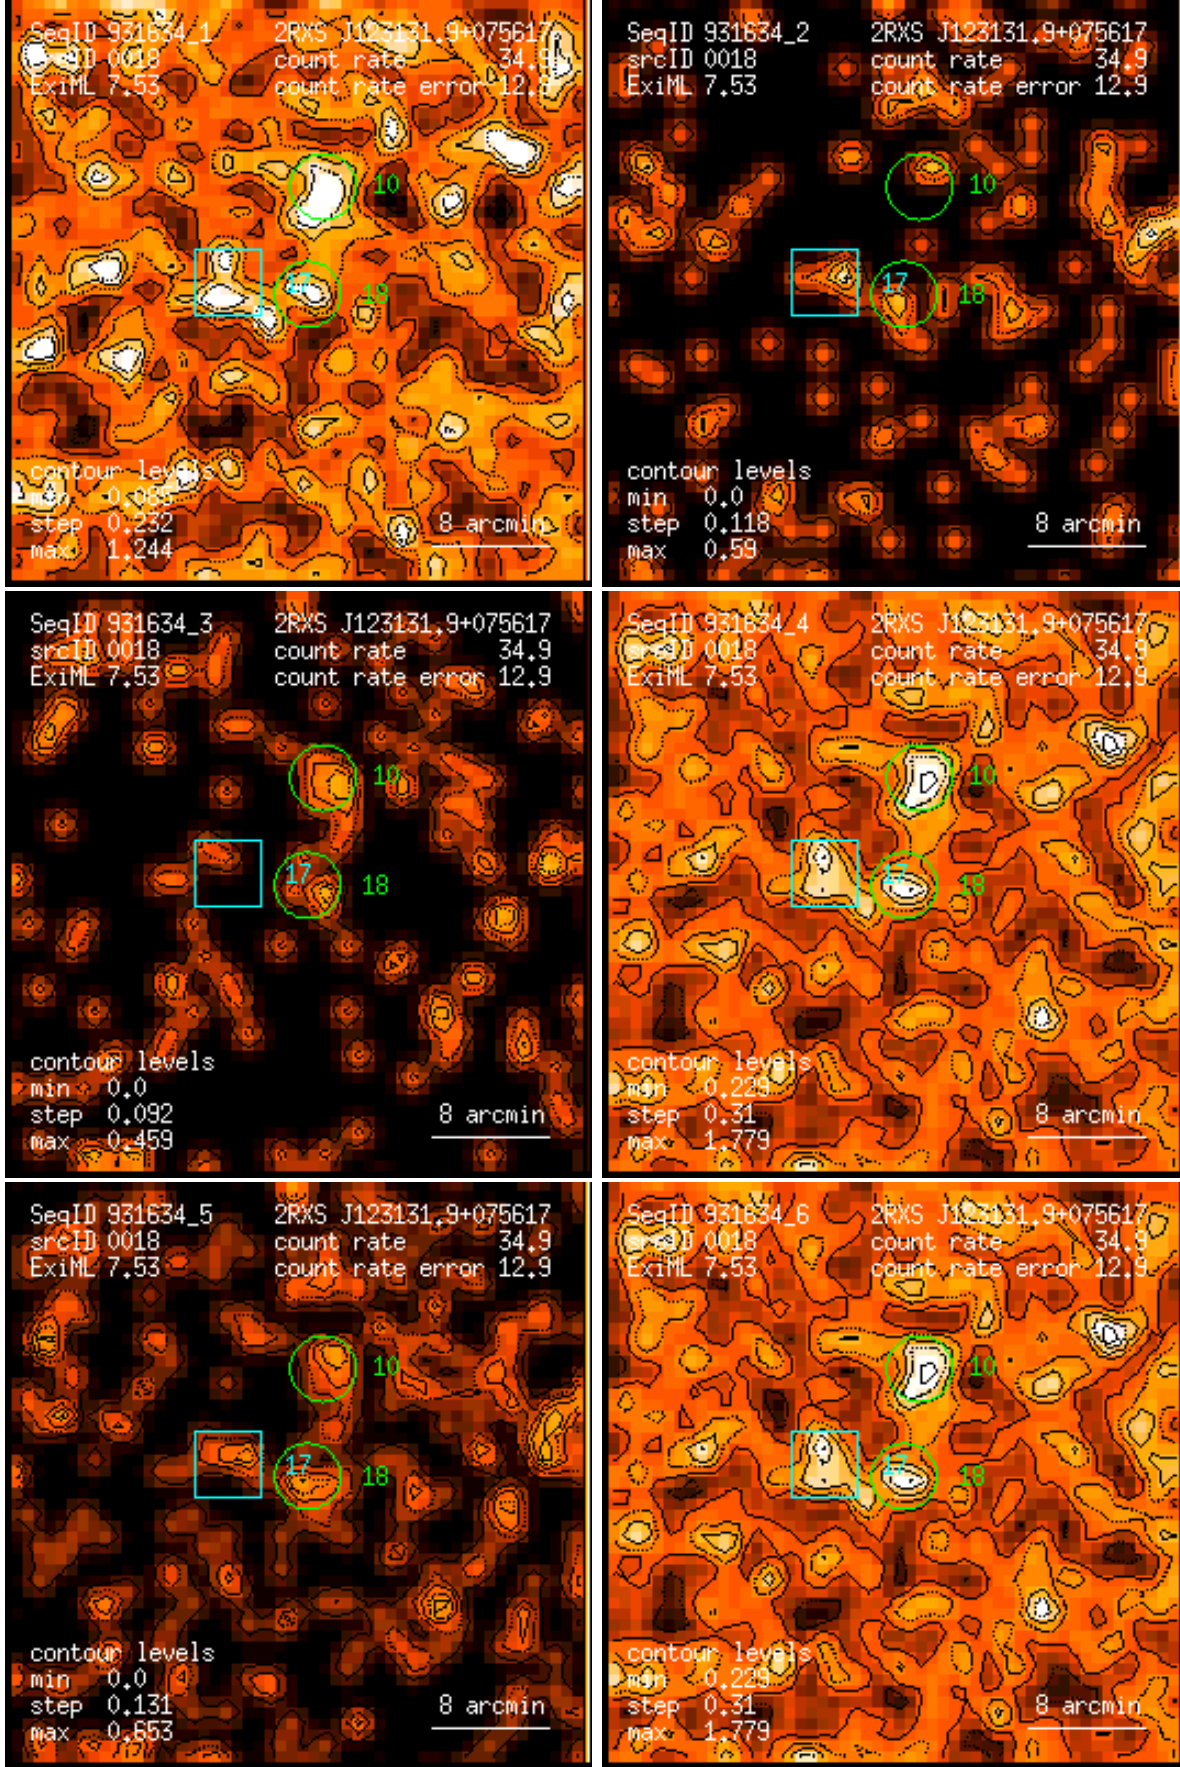 SeqID 931634_1 2RXS J123131.9+075617
srcID 0018 count rate 34.9
ExiML 7.53 count rate error 12.9
10
17 18
contour levels
min 0.085
step 0.232 8 arcmin
max 1.244
SeqID 931634_2 2RXS J123131.9+075617
srcID 0018 count rate 34.9
ExiML 7.53 count rate error 12.9
10
17 18
contour levels
min 0.0
step 0.118 8 arcmin
max 0.59
SeqID 931634_3 2RXS J123131.9+075617
srcID 0018 count rate 34.9
ExiML 7.53 count rate error 12.9
10
17 18
contour levels
min 0.0
step 0.092 8 arcmin
max 0.459
SeqID 931634_4 2RXS J123131.9+075617
srcID 0018 count rate 34.9
ExiML 7.53 count rate error 12.9
10
17 18
contour levels
min 0.229
step 0.31 8 arcmin
max 1.779
SeqID 931634_5 2RXS J123131.9+075617
srcID 0018 count rate 34.9
ExiML 7.53 count rate error 12.9
10
17 18
contour levels
min 0.0
step 0.131 8 arcmin
max 0.653
SeqID 931634_6 2RXS J123131.9+075617
srcID 0018 count rate 34.9
ExiML 7.53 count rate error 12.9
10
17 18
contour levels
min 0.229
step 0.31 8 arcmin
max 1.779